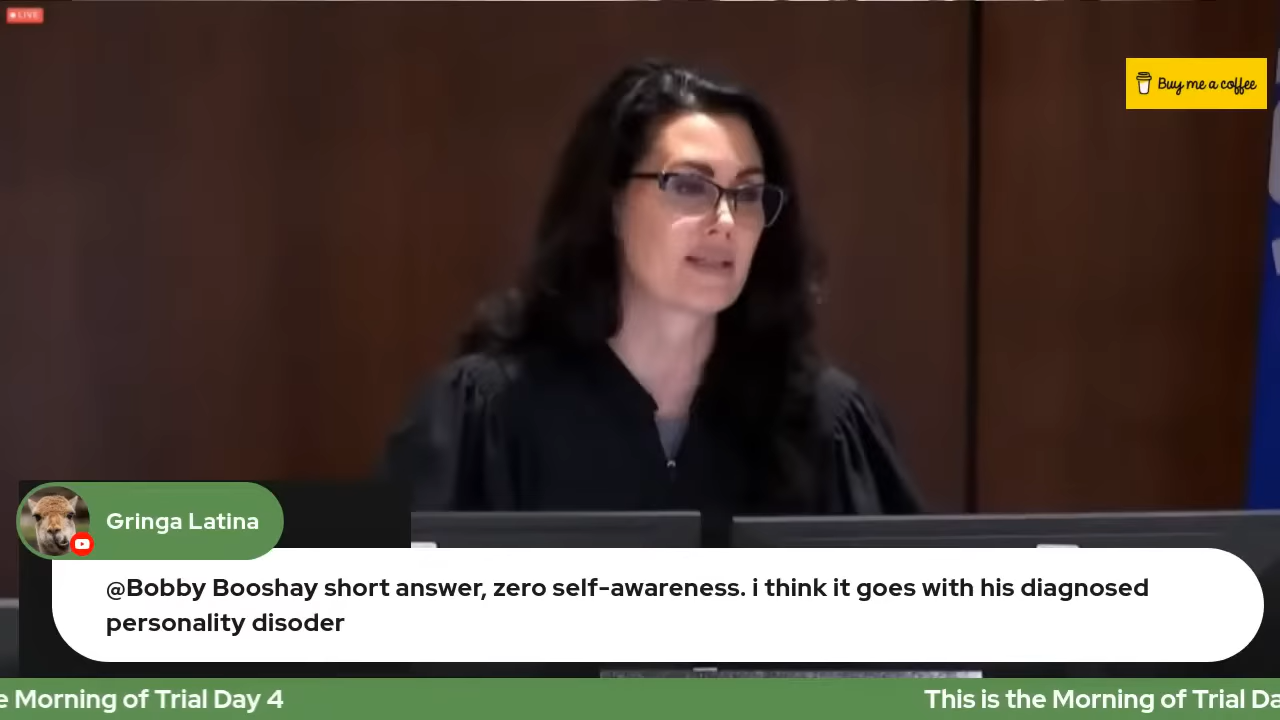 LIVE
Buy me a coffee
Gringa Latina
@Bobby Booshay short answer, zero self-awareness. i think it goes with his diagnosed
personality disoder
e Morning of Trial Day 4
This is the Morning of Trial Da